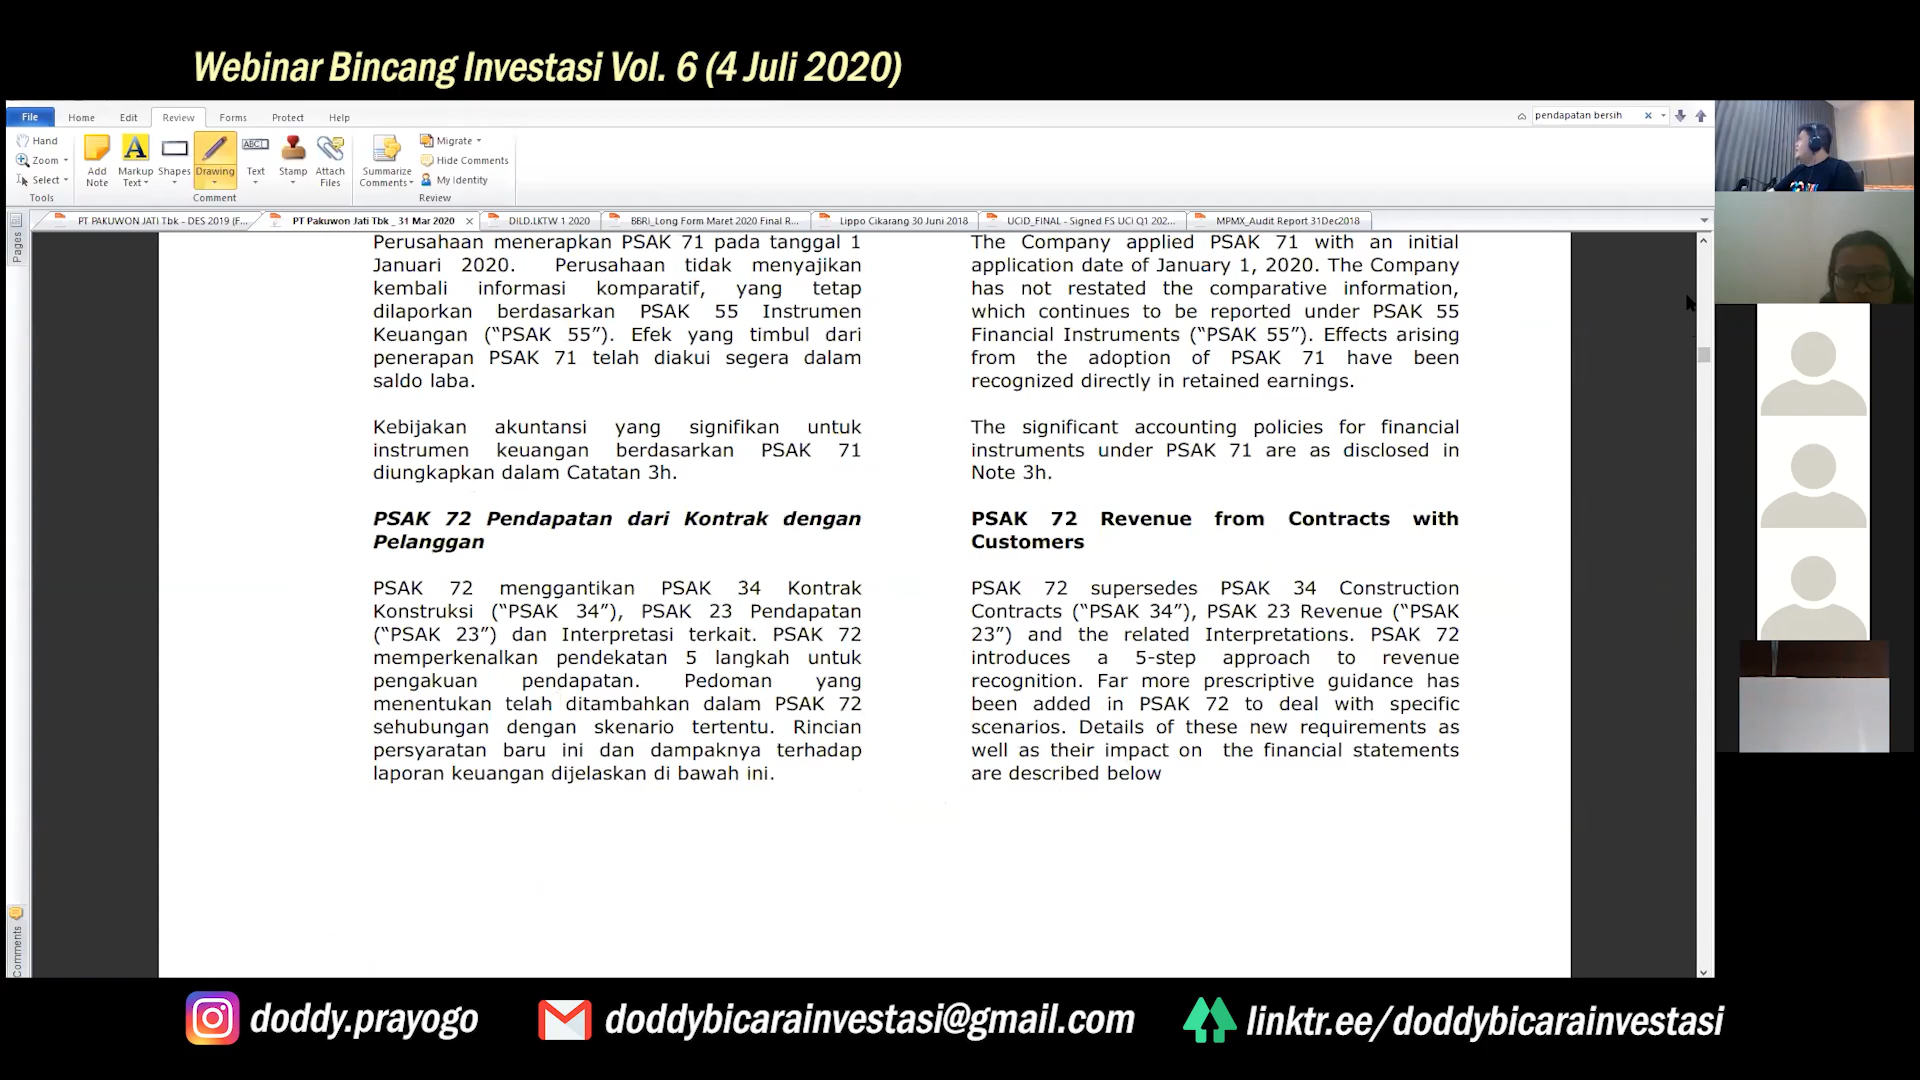 Webinar Bincang Investasi Vol. 6 (4 Juli 2020)
File Home Edit Review Forms Protect Help
pendapatan bersih
Hand
Zoom
Select
Tools
Add Note
Markup Text
Shapes
Drawing
Text
Stamp
Attach Files
Comment
Summarize Comments
Migrate
Hide Comments
My Identity
Review
PT PAKUWON JATI Tbk - DES 2019 (F...
PT Pakuwon Jati Tbk _ 31 Mar 2020
DILD.LKTW 1 2020
BBRI_Long Form Maret 2020 Final R...
Lippo Cikarang 30 Juni 2018
UCID_FINAL - Signed FS UCI Q1 202...
MPMX_Audit Report 31Dec2018
Pages
Comments
Perusahaan menerapkan PSAK 71 pada tanggal 1
Januari 2020. Perusahaan tidak menyajikan
kembali informasi komparatif, yang tetap
dilaporkan berdasarkan PSAK 55 Instrumen
Keuangan (“PSAK 55”). Efek yang timbul dari
penerapan PSAK 71 telah diakui segera dalam
saldo laba.
Kebijakan akuntansi yang signifikan untuk
instrumen keuangan berdasarkan PSAK 71
diungkapkan dalam Catatan 3h.
PSAK 72 Pendapatan dari Kontrak dengan
Pelanggan
PSAK 72 menggantikan PSAK 34 Kontrak
Konstruksi (“PSAK 34”), PSAK 23 Pendapatan
(“PSAK 23”) dan Interpretasi terkait. PSAK 72
memperkenalkan pendekatan 5 langkah untuk
pengakuan pendapatan. Pedoman yang
menentukan telah ditambahkan dalam PSAK 72
sehubungan dengan skenario tertentu. Rincian
persyaratan baru ini dan dampaknya terhadap
laporan keuangan dijelaskan di bawah ini.
The Company applied PSAK 71 with an initial
application date of January 1, 2020. The Company
has not restated the comparative information,
which continues to be reported under PSAK 55
Financial Instruments (“PSAK 55”). Effects arising
from the adoption of PSAK 71 have been
recognized directly in retained earnings.
The significant accounting policies for financial
instruments under PSAK 71 are as disclosed in
Note 3h.
PSAK 72 Revenue from Contracts with
Customers
PSAK 72 supersedes PSAK 34 Construction
Contracts (“PSAK 34”), PSAK 23 Revenue (“PSAK
23”) and the related Interpretations. PSAK 72
introduces a 5-step approach to revenue
recognition. Far more prescriptive guidance has
been added in PSAK 72 to deal with specific
scenarios. Details of these new requirements as
well as their impact on the financial statements
are described below
doddy.prayogo
doddybicarainvestasi@gmail.com
linktr.ee/doddybicarainvestasi